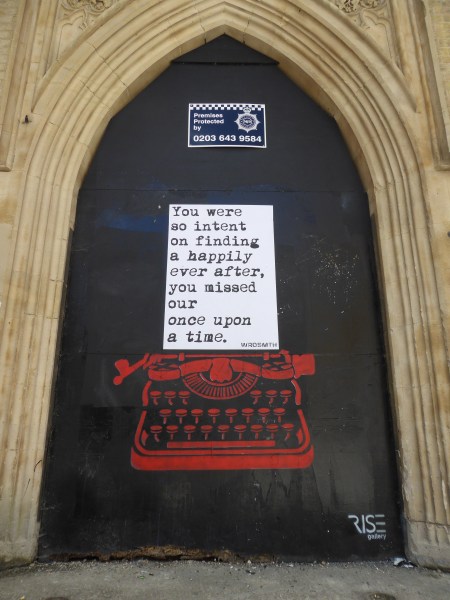 Premises
Protected
by
0203 643 9584
You were
so intent
on finding
a happily
ever after,
you missed
our
once upon
a time.
WRDSMTH
RISE
gallery